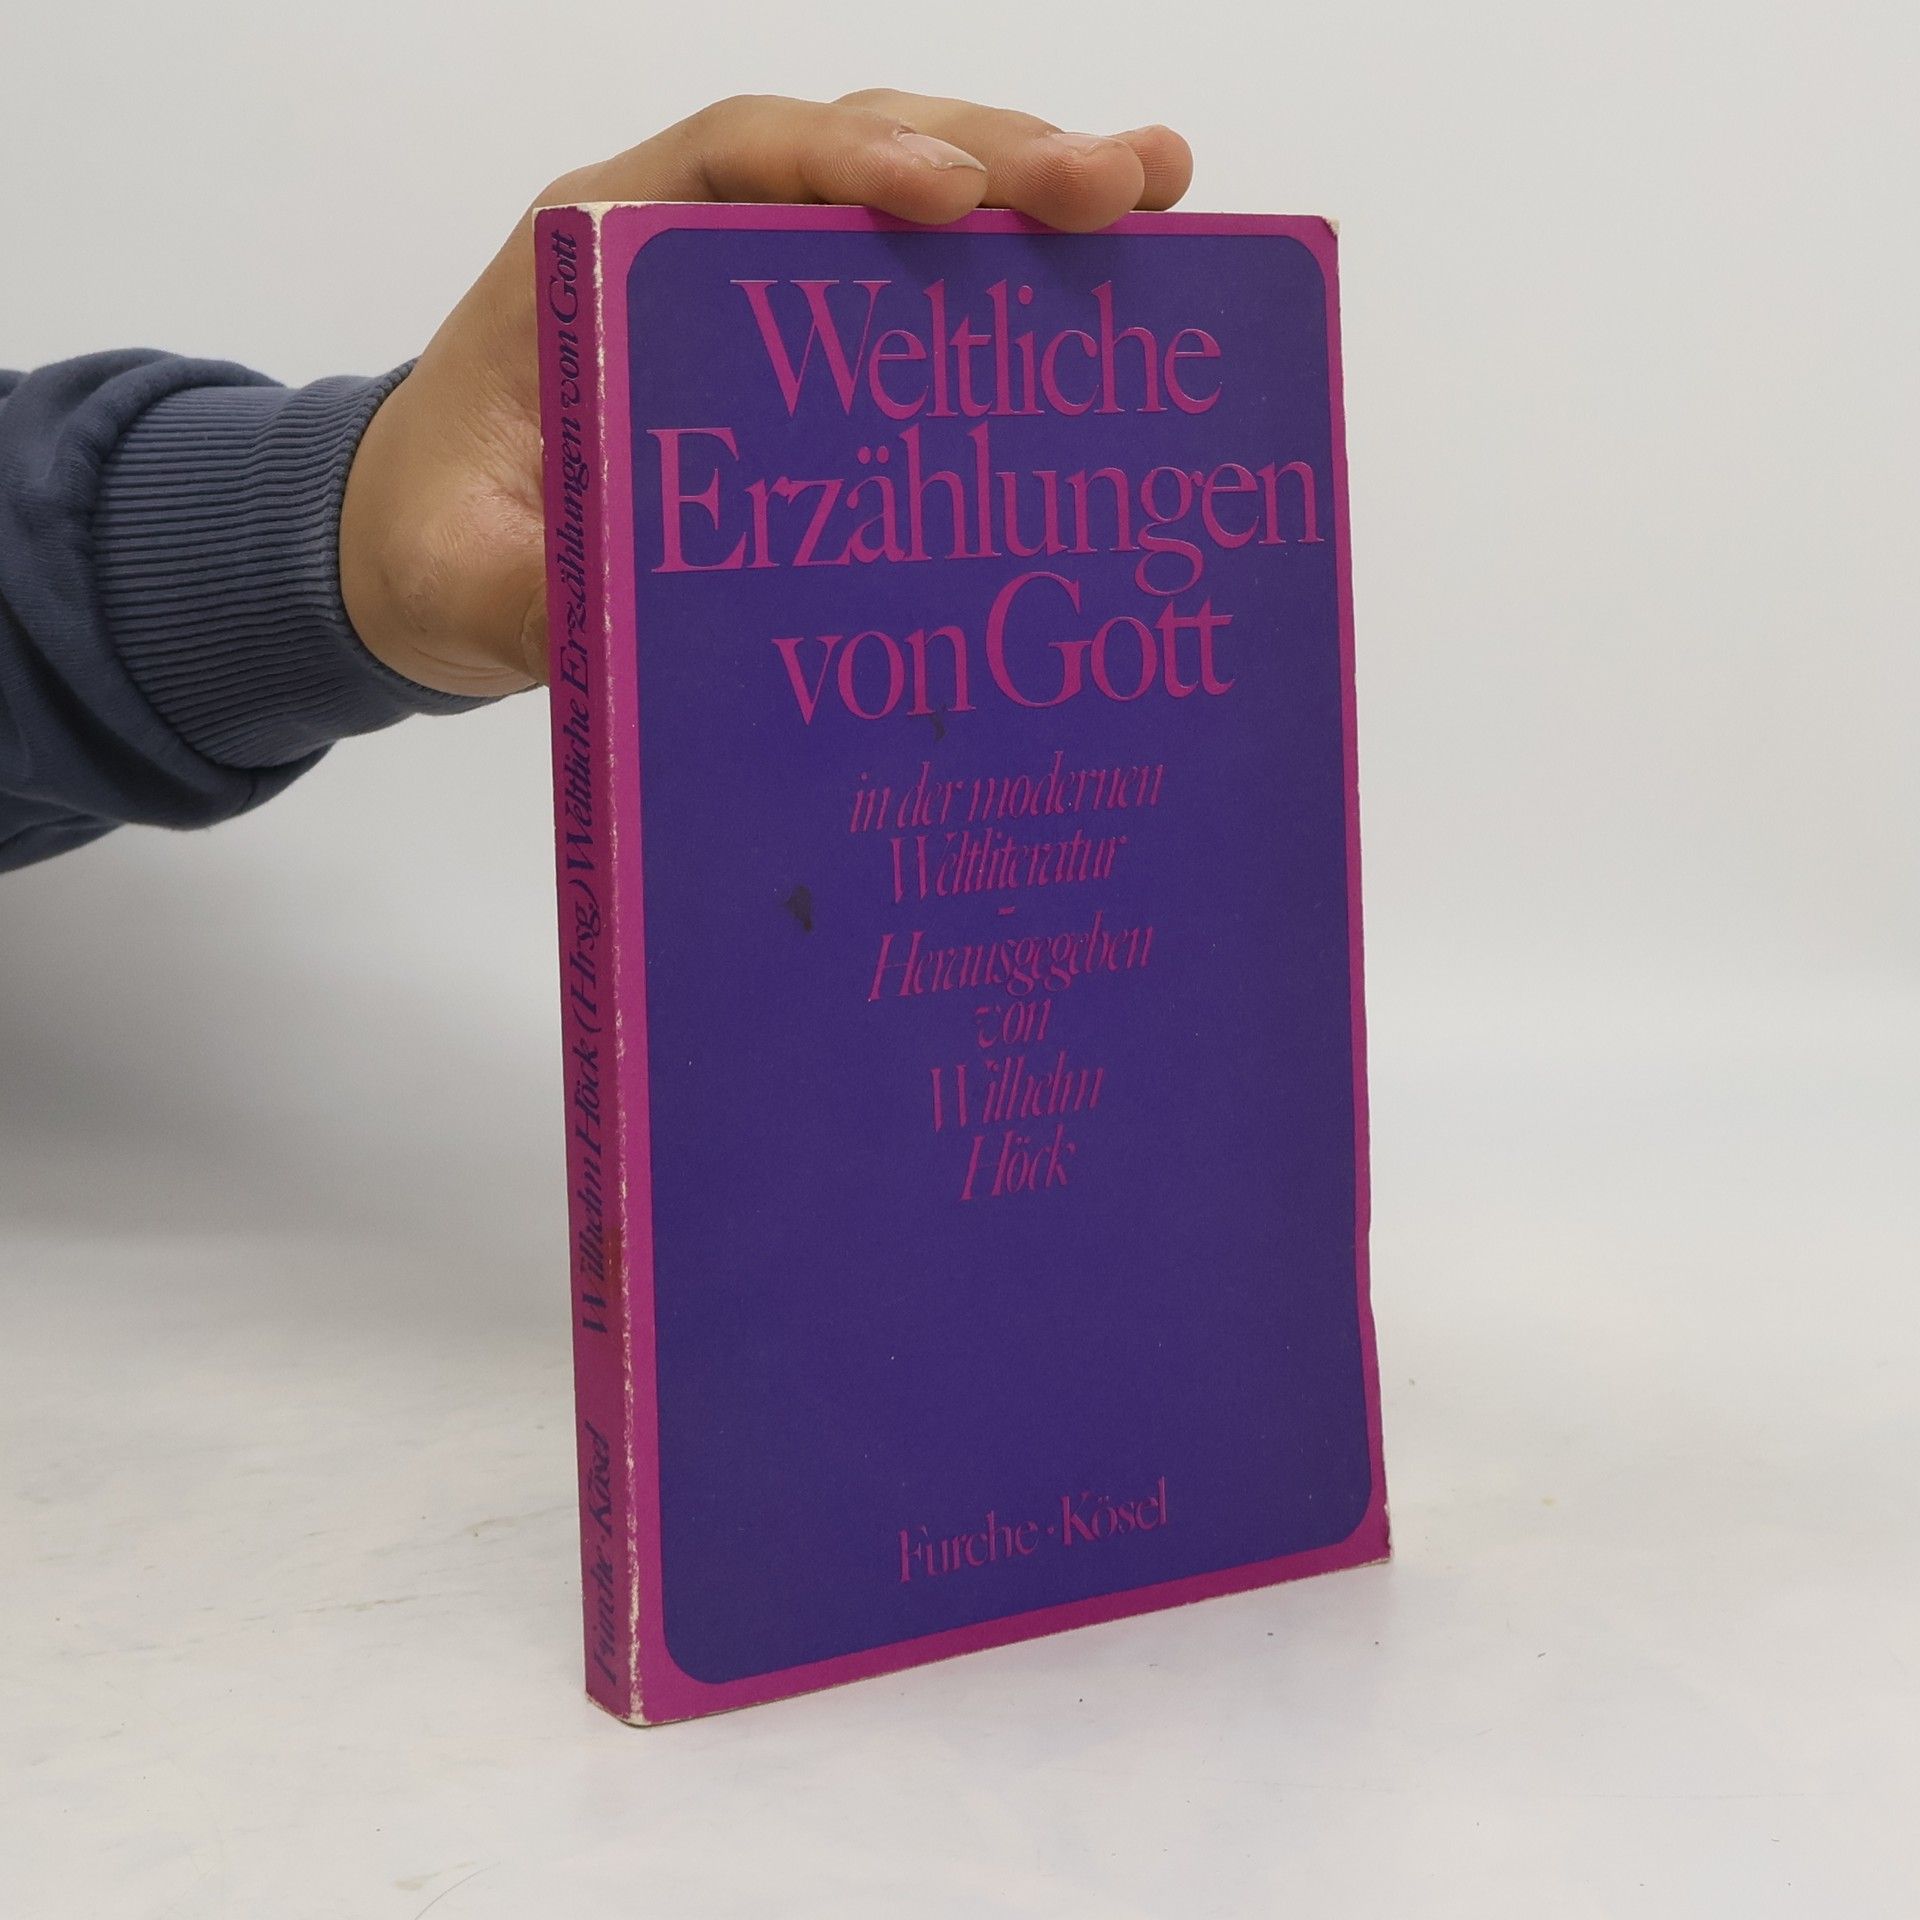 Weltliche
Erzählungen
von Gott
in der modernen
Weltliteratur
-
Herausgegeben
von
Wilhelm
Höck
Furche · Kösel
Furche · Kösel Wilhelm Höck (Hrsg.) Weltliche Erzählungen von Gott